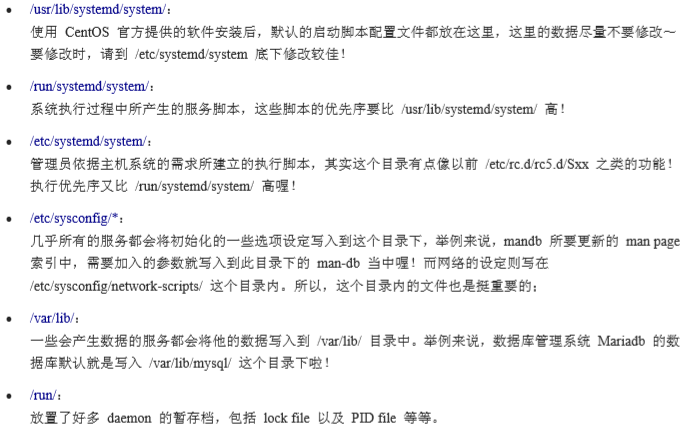 /usr/lib/systemd/system/：
使用 CentOS 官方提供的软件安装后，默认的启动脚本配置文件都放在这里，这里的数据尽量不要修改～
要修改时，请到 /etc/systemd/system 底下修改较佳！
/run/systemd/system/：
系统执行过程中所产生的服务脚本，这些脚本的优先序要比 /usr/lib/systemd/system/ 高！
/etc/systemd/system/：
管理员依据主机系统的需求所建立的执行脚本，其实这个目录有点像以前 /etc/rc.d/rc5.d/Sxx 之类的功能！
执行优先序又比 /run/systemd/system/ 高喔！
/etc/sysconfig/*：
几乎所有的服务都会将初始化的一些选项设定写入到这个目录下，举例来说，mandb 所要更新的 man page
索引中，需要加入的参数就写入到此目录下的 man-db 当中喔！而网络的设定则写在
/etc/sysconfig/network-scripts/ 这个目录内。所以，这个目录内的文件也是挺重要的；
/var/lib/：
一些会产生数据的服务都会将他的数据写入到 /var/lib/ 目录中。举例来说，数据库管理系统 Mariadb 的数
据库默认就是写入 /var/lib/mysql/ 这个目录下啦！
/run/：
放置了好多 daemon 的暂存档，包括 lock file 以及 PID file 等等。